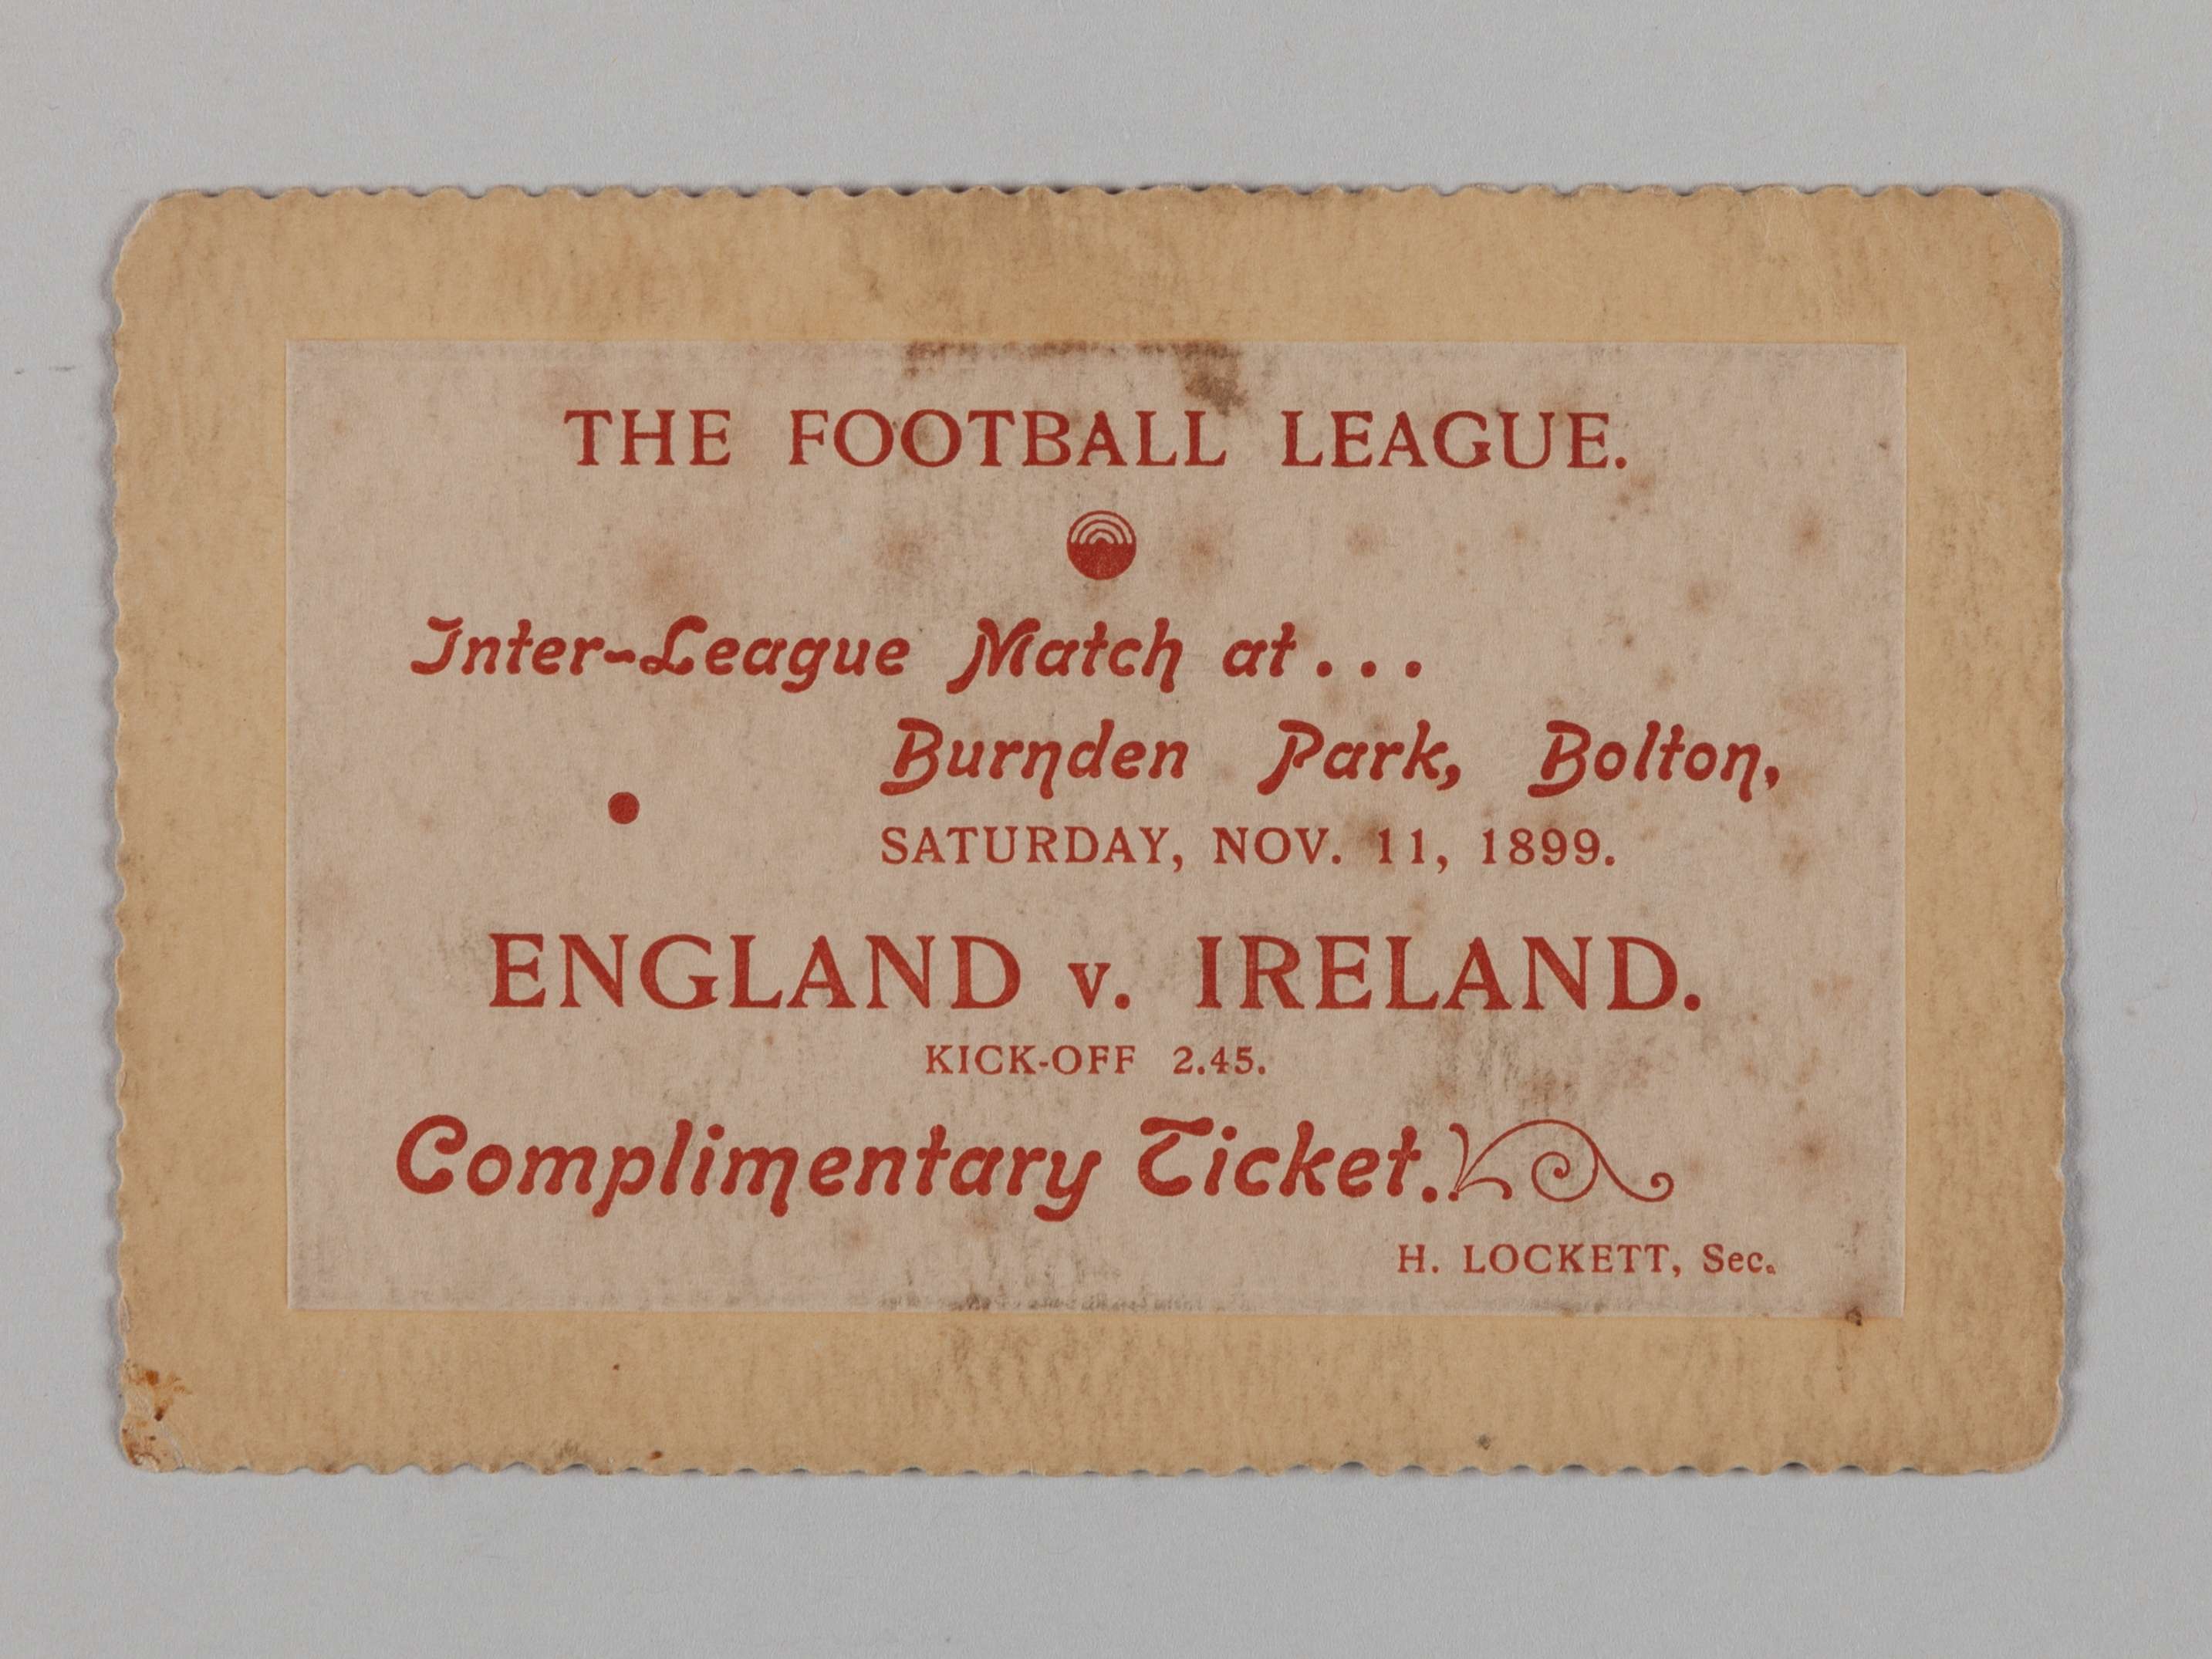 THE FOOTBALL LEAGUE.
Inter-League Match at...
Burnden Park, Bolton,
SATURDAY, NOV. 11, 1899.
ENGLAND v. IRELAND.
KICK-OFF 2.45.
Complimentary Ticket.
H. LOCKETT, Sec.